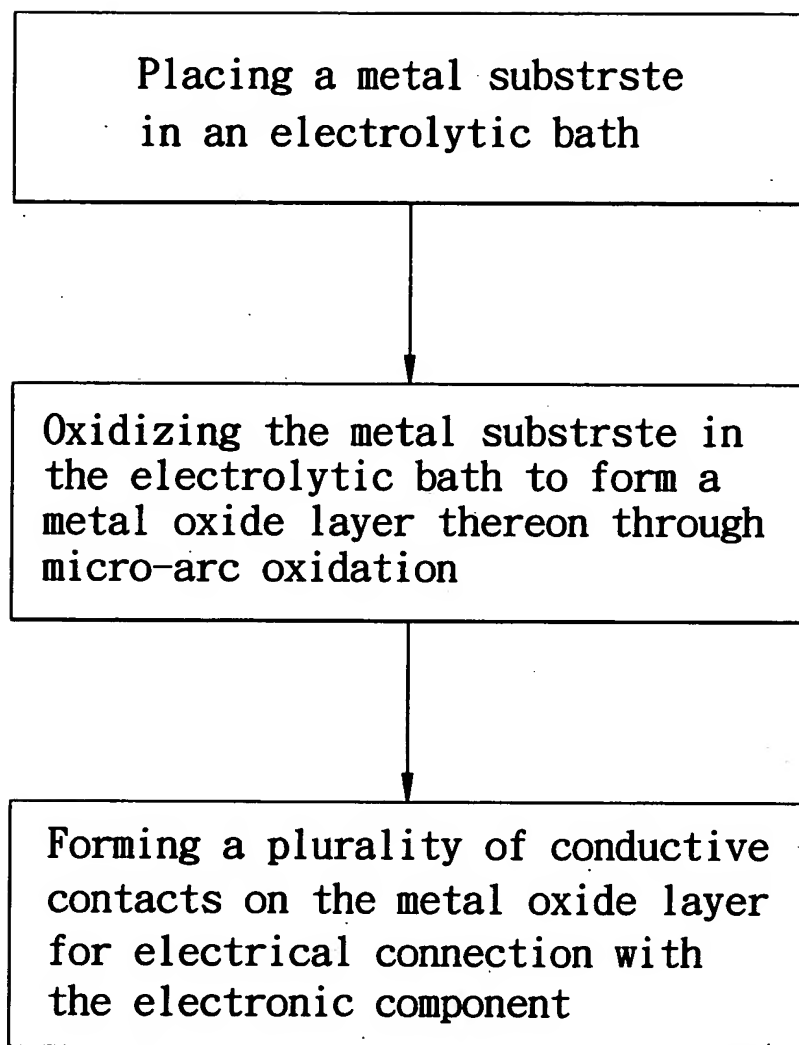 Placing a metal substrste
in an electrolytic bath
Oxidizing the metal substrste in
the electrolytic bath to form a
metal oxide layer thereon through
micro-arc oxidation
Forming a plurality of conductive
contacts on the metal oxide layer
for electrical connection with
the electronic component